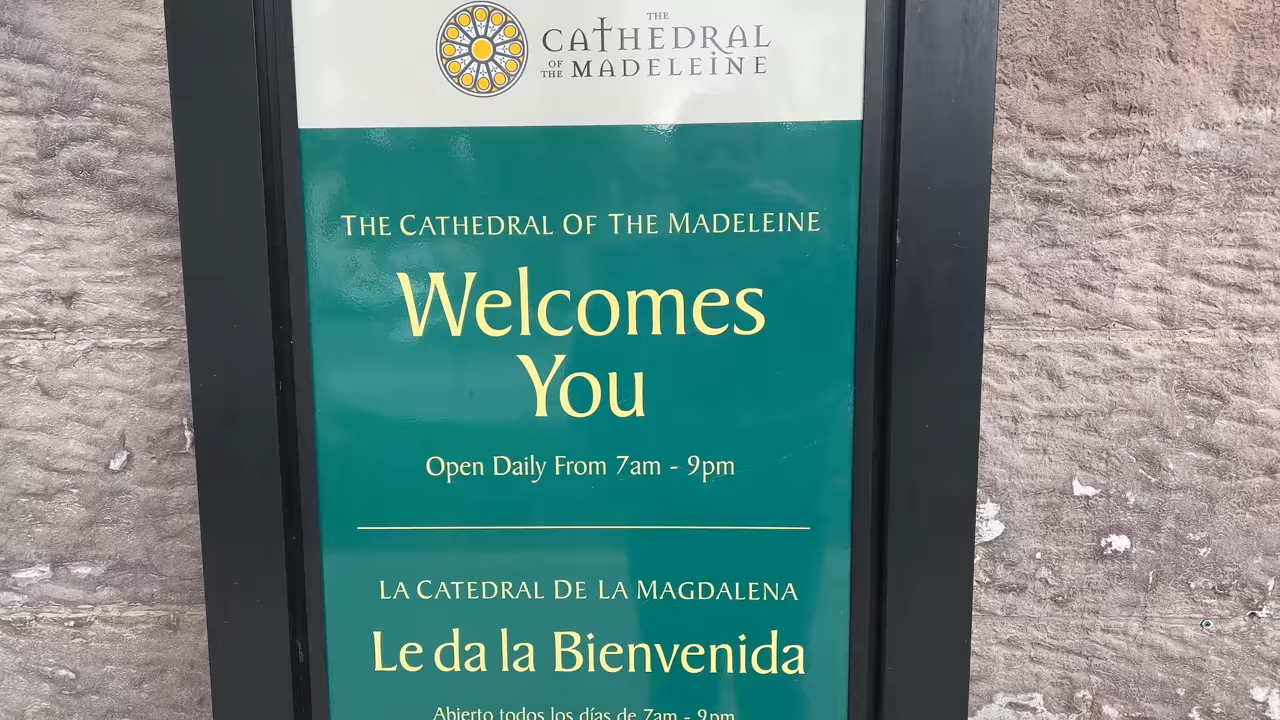 THE
CATHEDRAL
OF THE MADELEINE
THE CATHEDRAL OF THE MADELEINE
Welcomes
You
Open Daily From 7am - 9pm
LA CATEDRAL DE LA MAGDALENA
Le da la Bienvenida
Abierto todos los días de 7am - 9pm